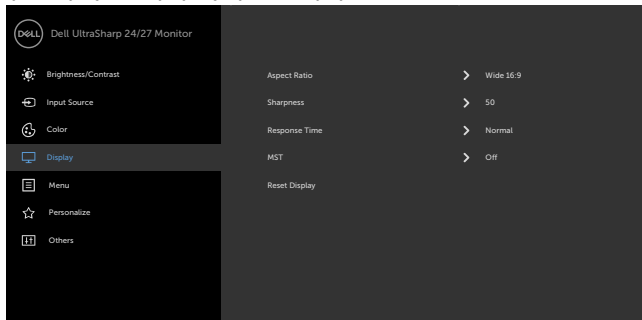 DELL Dell UltraSharp 24/27 Monitor
Brightness/Contrast
Input Source
Color
Display
Menu
Personalize
Others
Aspect Ratio Wide 16:9
Sharpness 50
Response Time Normal
MST Off
Reset Display